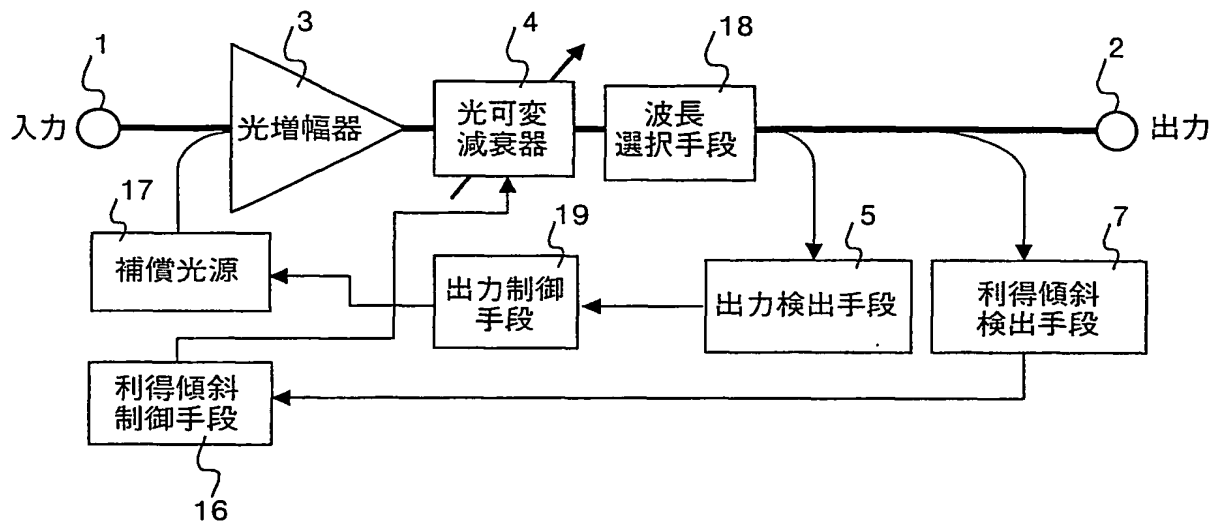 1
3
4
18
2
入力
光増幅器
光可変
減衰器
波長
選択手段
出力
17
19
5
7
補償光源
出力制御
手段
出力検出手段
利得傾斜
検出手段
利得傾斜
制御手段
16